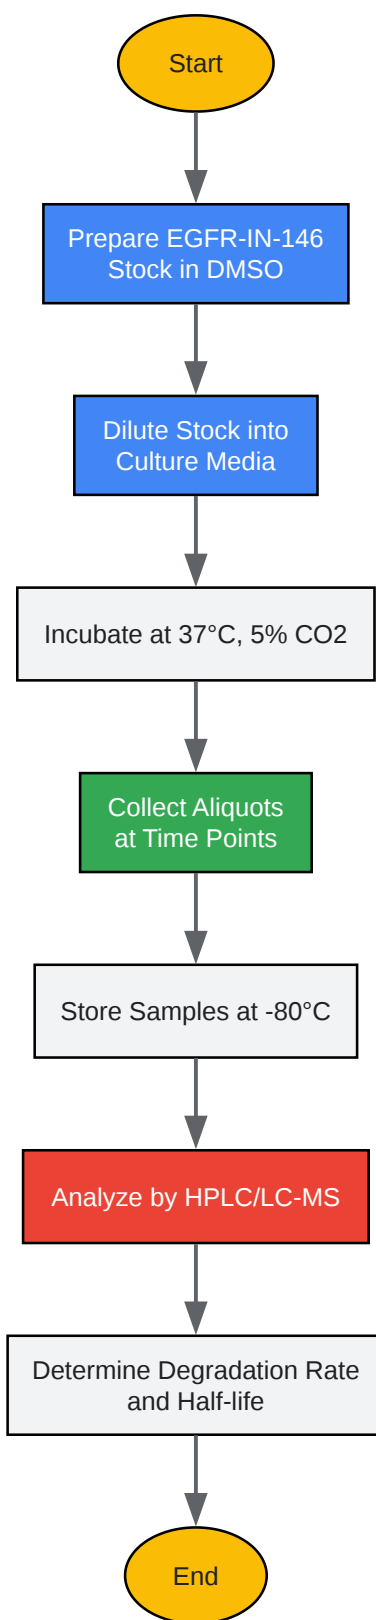 Start
Prepare EGFR-IN-146
Stock in DMSO
Dilute Stock into
Culture Media
Incubate at 37°C, 5% CO2
Collect Aliquots
at Time Points
Store Samples at -80°C
Analyze by HPLC/LC-MS
Determine Degradation Rate
and Half-life
End